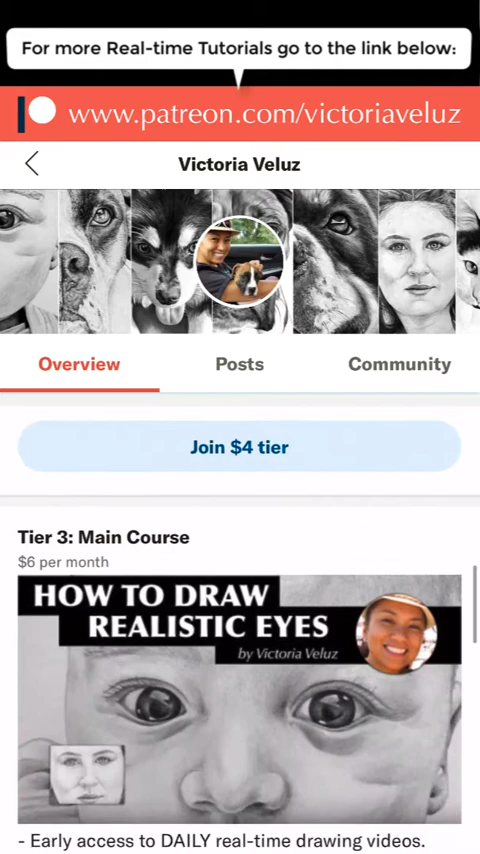 For more Real-time Tutorials go to the link below:
www.patreon.com/victoriaveluz
Victoria Veluz
Overview Posts Community
Join $4 tier
Tier 3: Main Course
$6 per month
HOW TO DRAW
REALISTIC EYES
by Victoria Veluz
- Early access to DAILY real-time drawing videos.